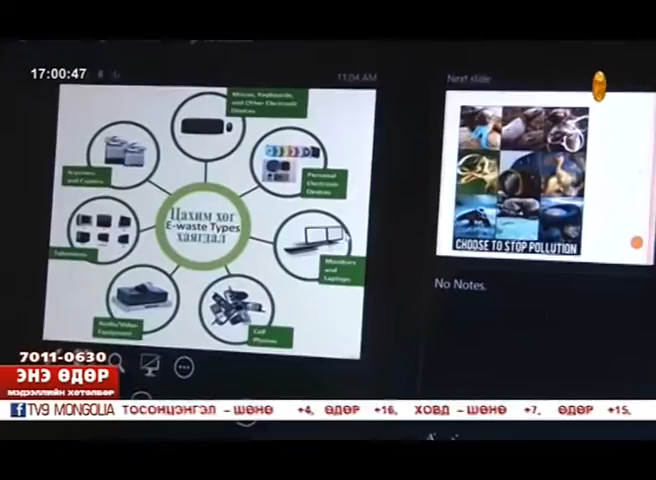 17:00:47
11:04 AM
Next slide
Mouse, Keyboards,
and Other Electronic
Devices
Personal
Electronic
Devices
Цахим хог
E-waste Types
хаягдал
Monitors
and
Laptops
Audio/Video
Equipment
Cell
Phones
CHOOSE TO STOP POLLUTION
No Notes.
7011-0630
ЭНЭ ӨДӨР
МЭДЭЭЛЛИЙН ХӨТӨЛБӨР
TV9 MONGOLIA
ТОСОНЦЭНГЭЛ -ШӨНӨ +4, ӨДӨР +16, ХОВД -ШӨНӨ +7, ӨДӨР +15,